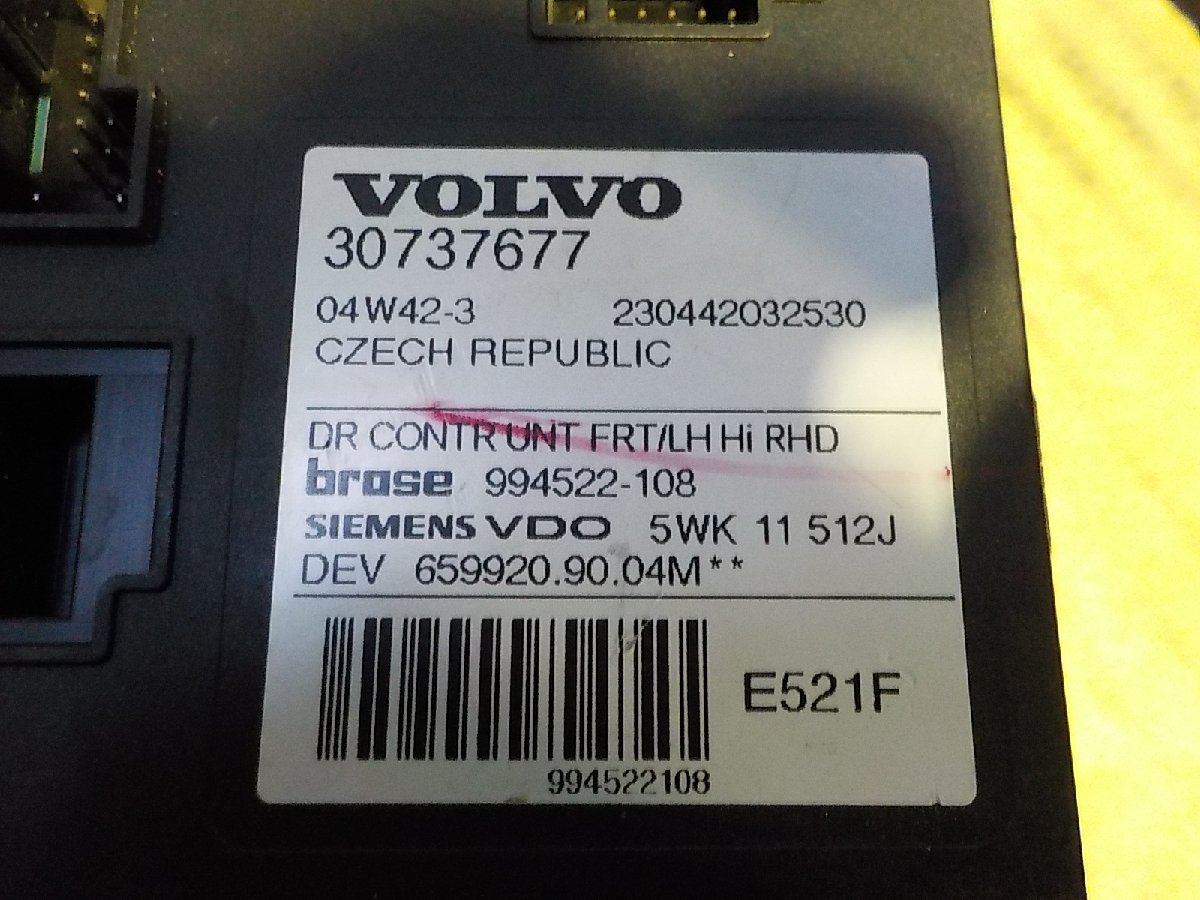 VOLVO
30737677
04W42-3 230442032530
CZECH REPUBLIC
DR CONTR UNT FRT/LH Hi RHD
brose 994522-108
SIEMENS VDO 5WK 11 512J
DEV 659920.90.04M**
E521F
994522108